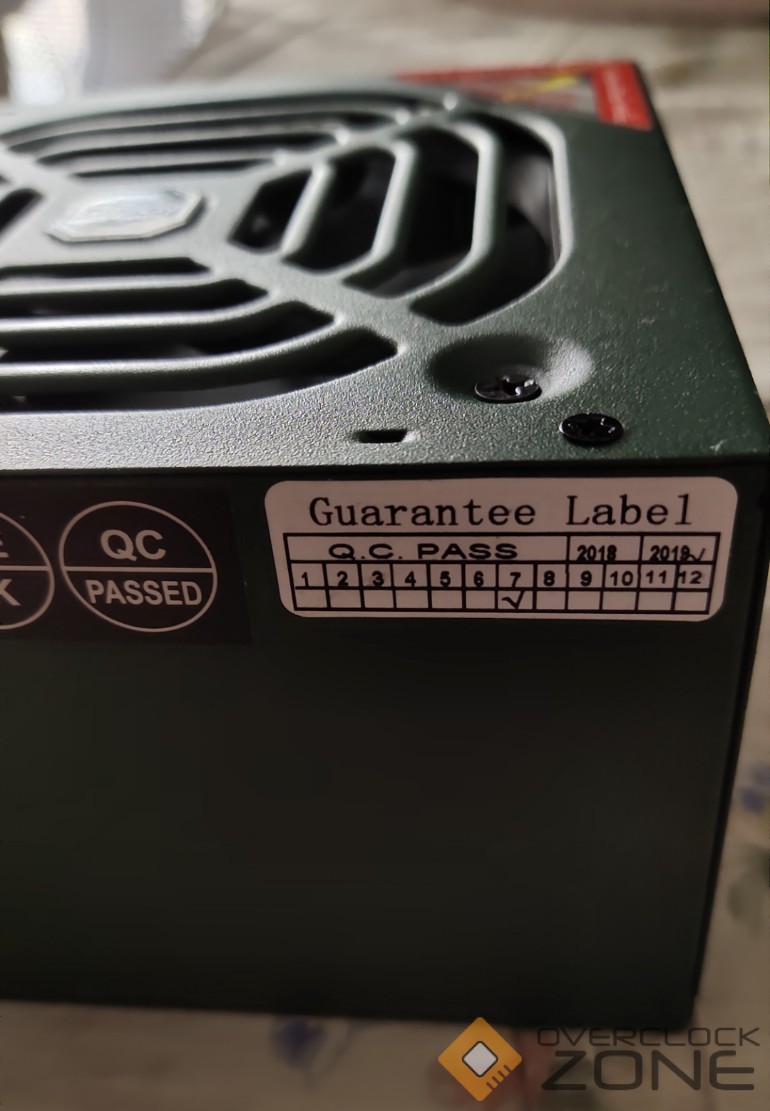 Guarantee Label
Q.C. PASS 2018 2019✓
1 2 3 4 5 6 7 8 9 10 11 12
✓
QC
PASSED
K
OVERCLOCK
ZONE